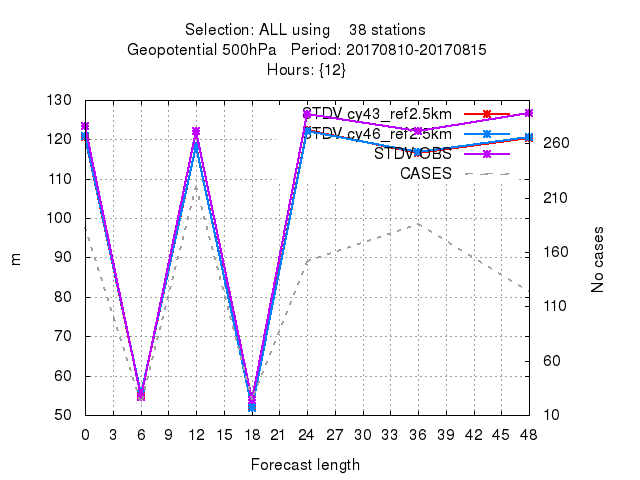 Selection: ALL using 38 stations
Geopotential 500hPa Period: 20170810-20170815
Hours: {12}
STDV cy43_ref2.5km
STDV cy46_ref2.5km
STDV OBS
CASES
130
120
110
100
90
80
70
60
50
260
210
160
110
60
10
m
No cases
0 3 6 9 12 15 18 21 24 27 30 33 36 39 42 45 48
Forecast length